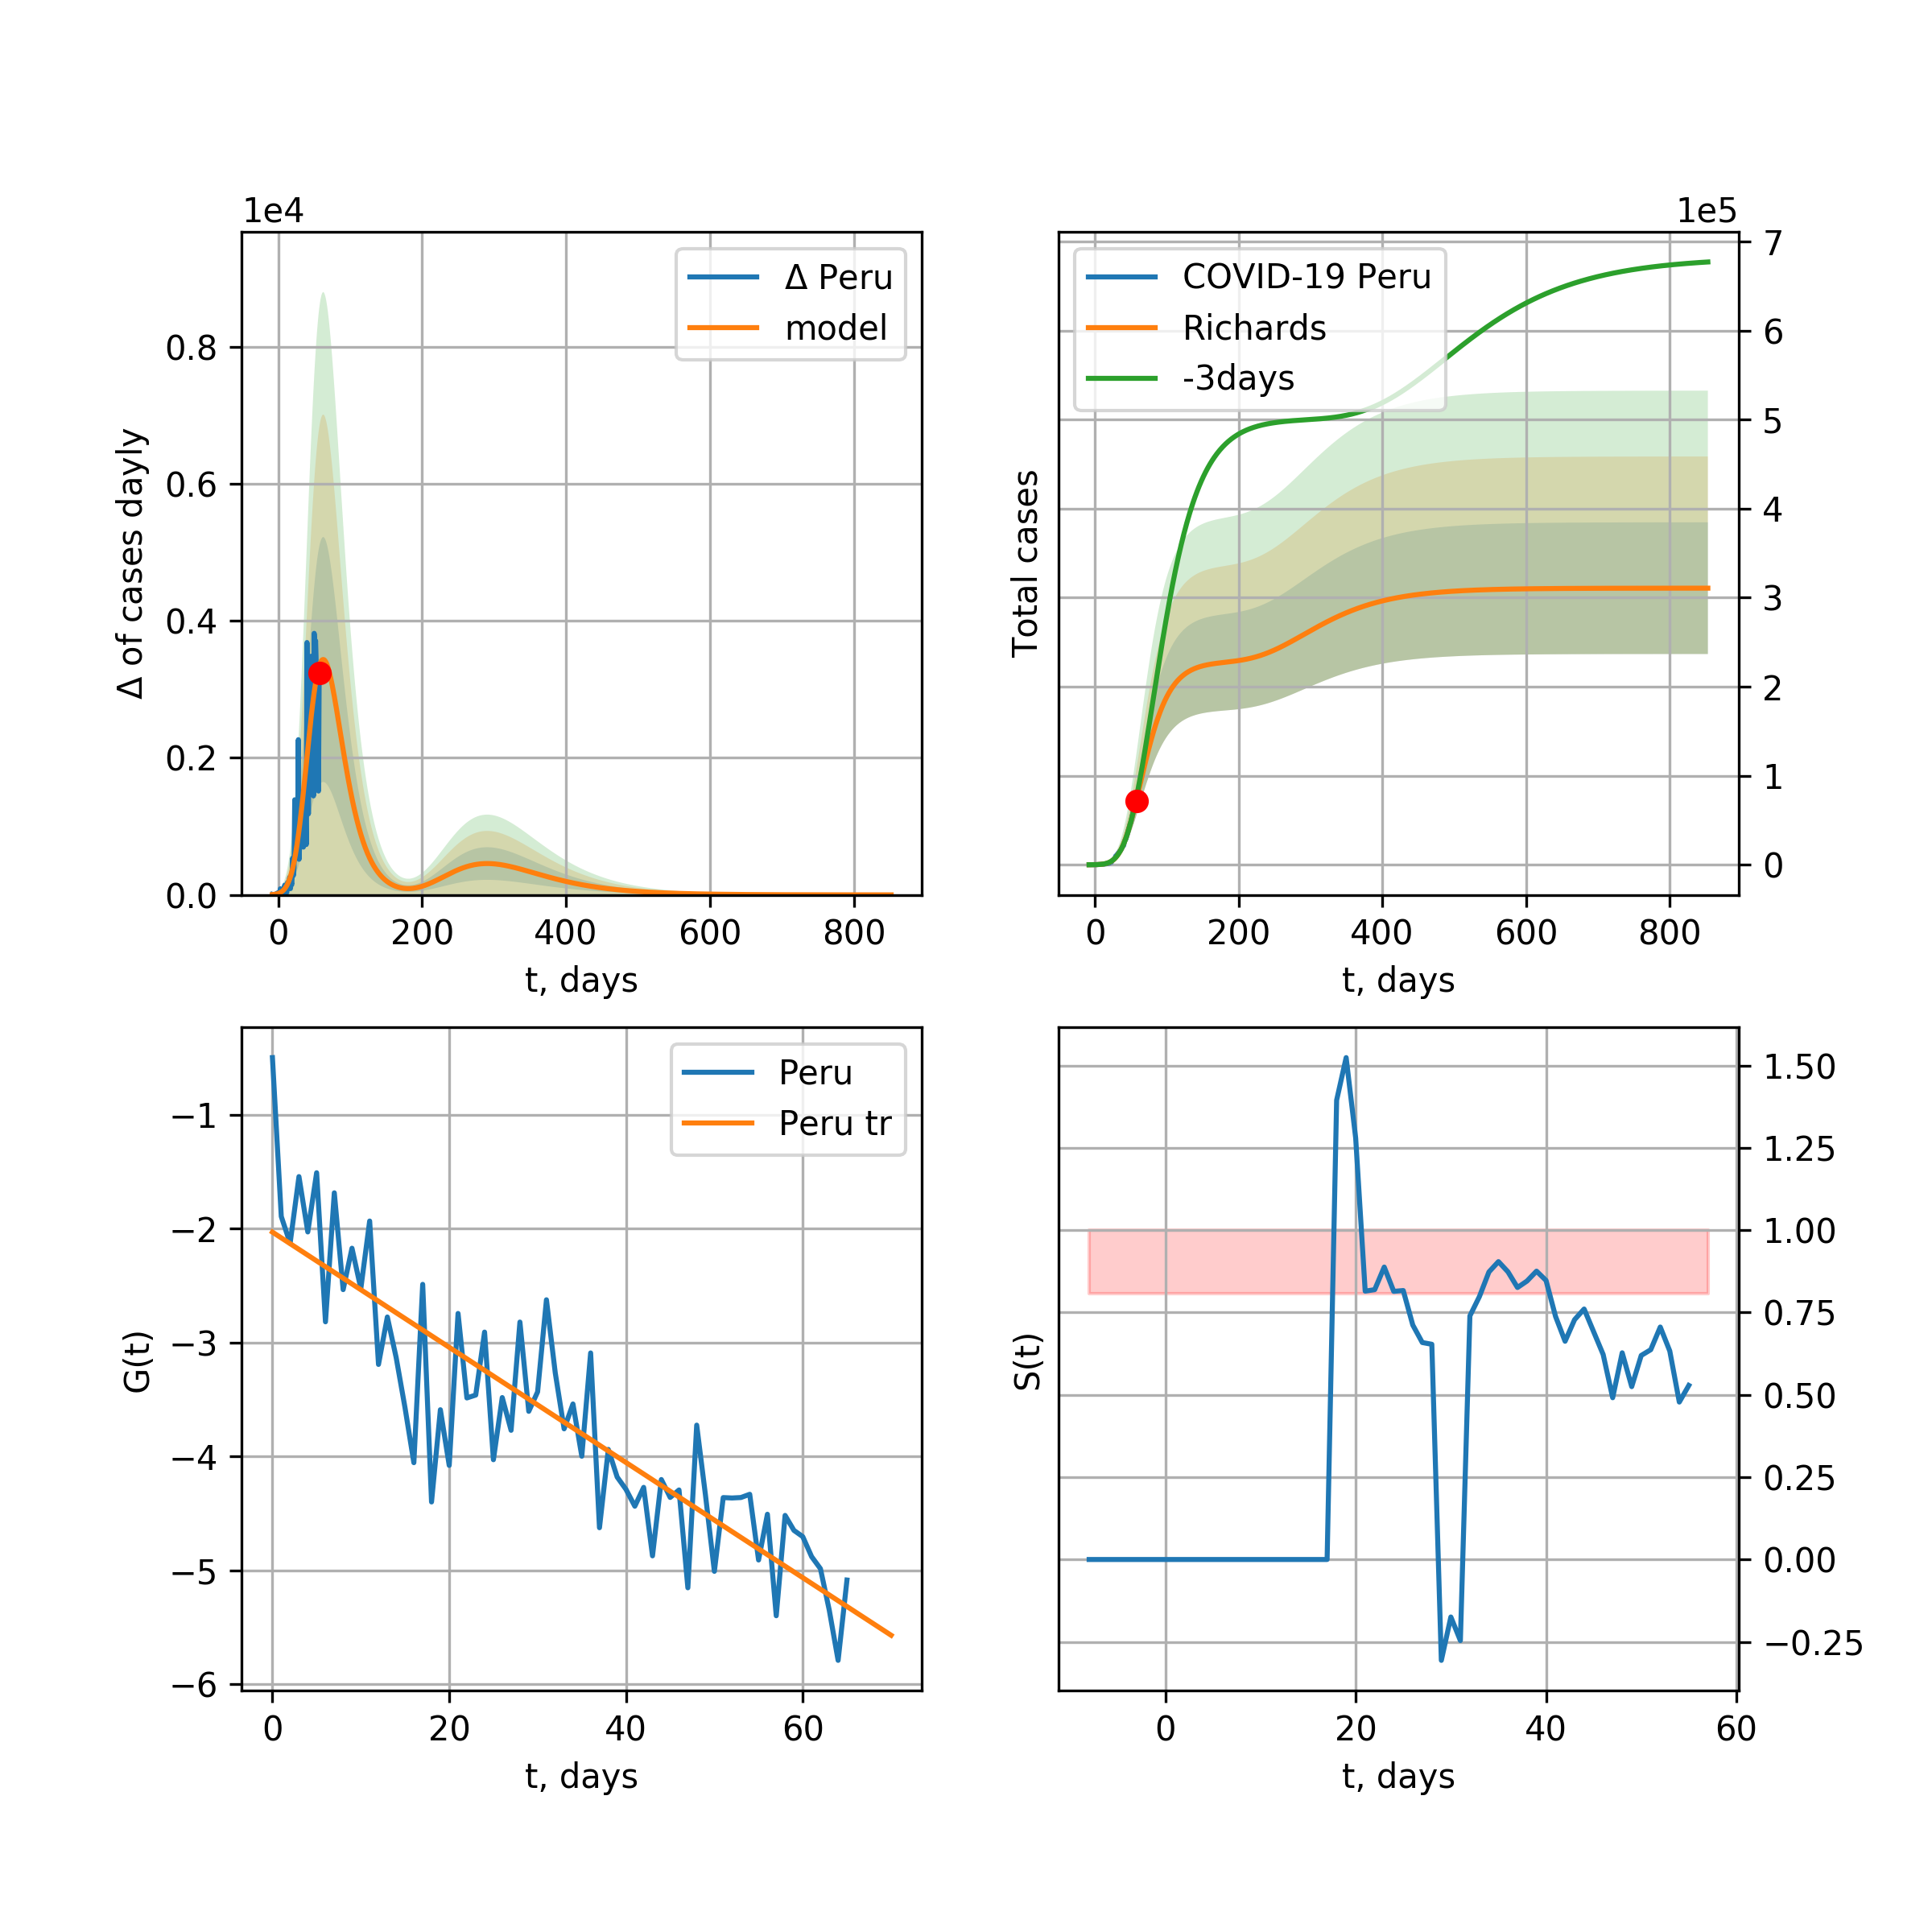 1e4
Δ of cases dayly
0.8
0.6
0.4
0.2
0.0
Δ Peru
model
0 200 400 600 800
t, days
1e5
Total cases
COVID-19 Peru
Richards
-3days
7
6
5
4
3
2
1
0
0 200 400 600 800
t, days
G(t)
−1
−2
−3
−4
−5
−6
Peru
Peru tr
0 20 40 60
t, days
S(t)
1.50
1.25
1.00
0.75
0.50
0.25
0.00
−0.25
0 20 40 60
t, days